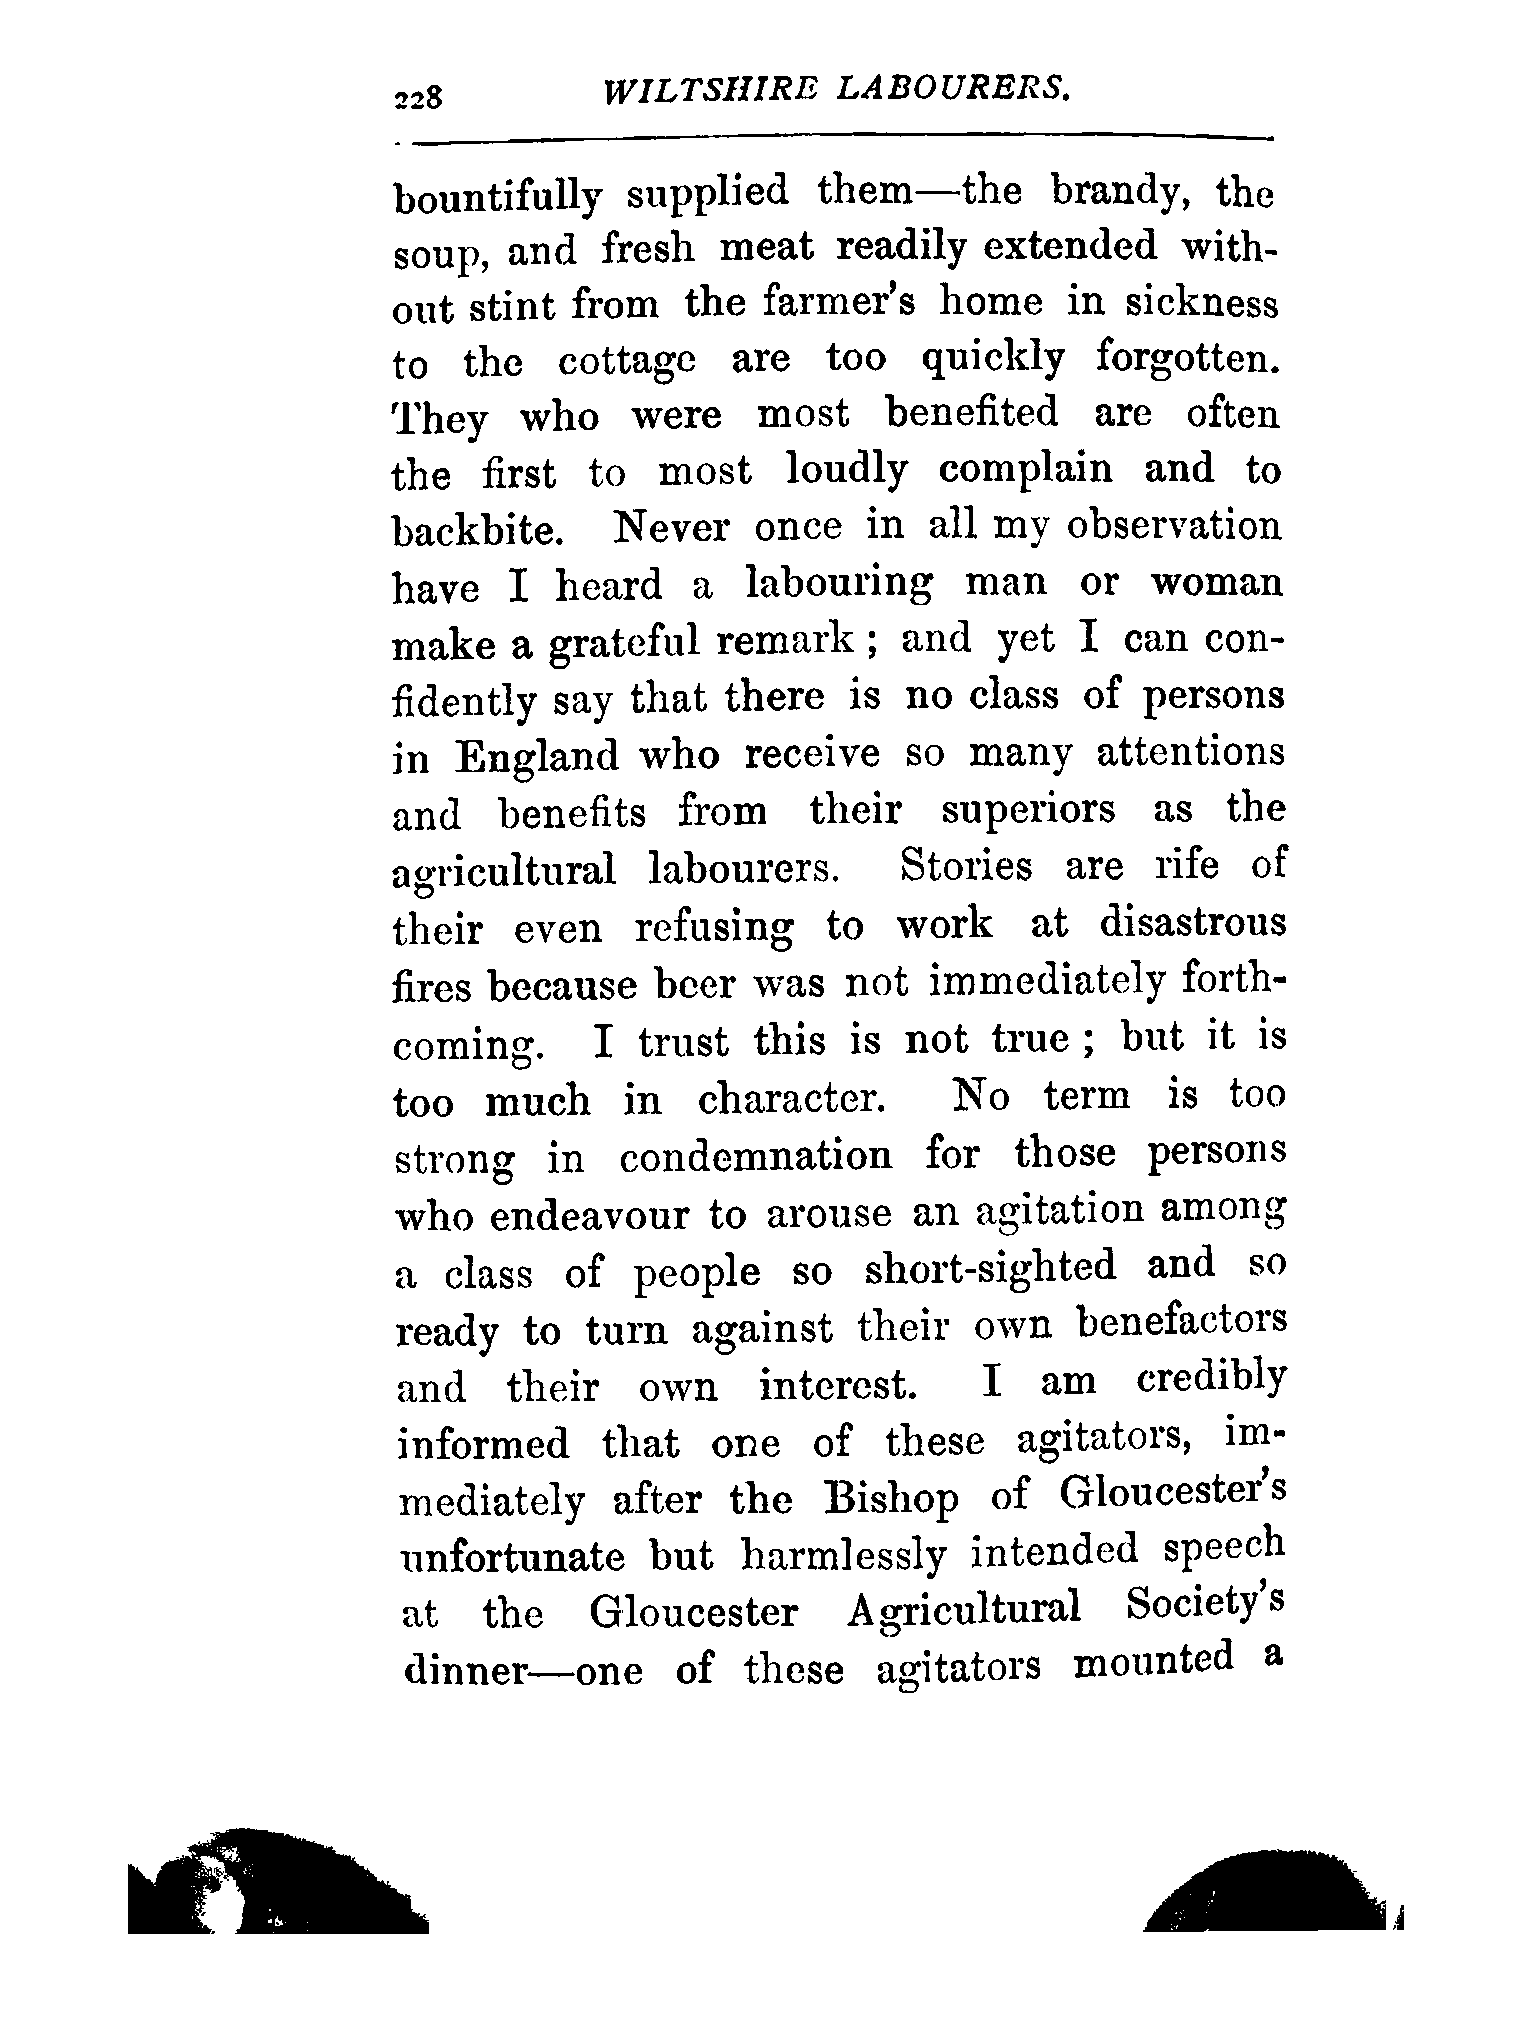 228 WILTSHIRE LABOURERS.
bountifully supplied them—the brandy, the
soup, and fresh meat readily extended with-
out stint from the farmer's home in sickness
to the cottage are too quickly forgotten.
They who were most benefited are often
the first to most loudly complain and to
backbite. Never once in all my observation
have I heard a labouring man or woman
make a grateful remark ; and yet I can con-
fidently say that there is no class of persons
in England who receive so many attentions
and benefits from their superiors as the
agricultural labourers. Stories are rife of
their even refusing to work at disastrous
fires because beer was not immediately forth-
coming. I trust this is not true ; but it is
too much in character. No term is too
strong in condemnation for those persons
who endeavour to arouse an agitation among
a class of people so short-sighted and so
ready to turn against their own benefactors
and their own interest. I am credibly
informed that one of these agitators, im-
mediately after the Bishop of Gloucester's
unfortunate but harmlessly intended speech
at the Gloucester Agricultural Society's
dinner—one of these agitators mounted a